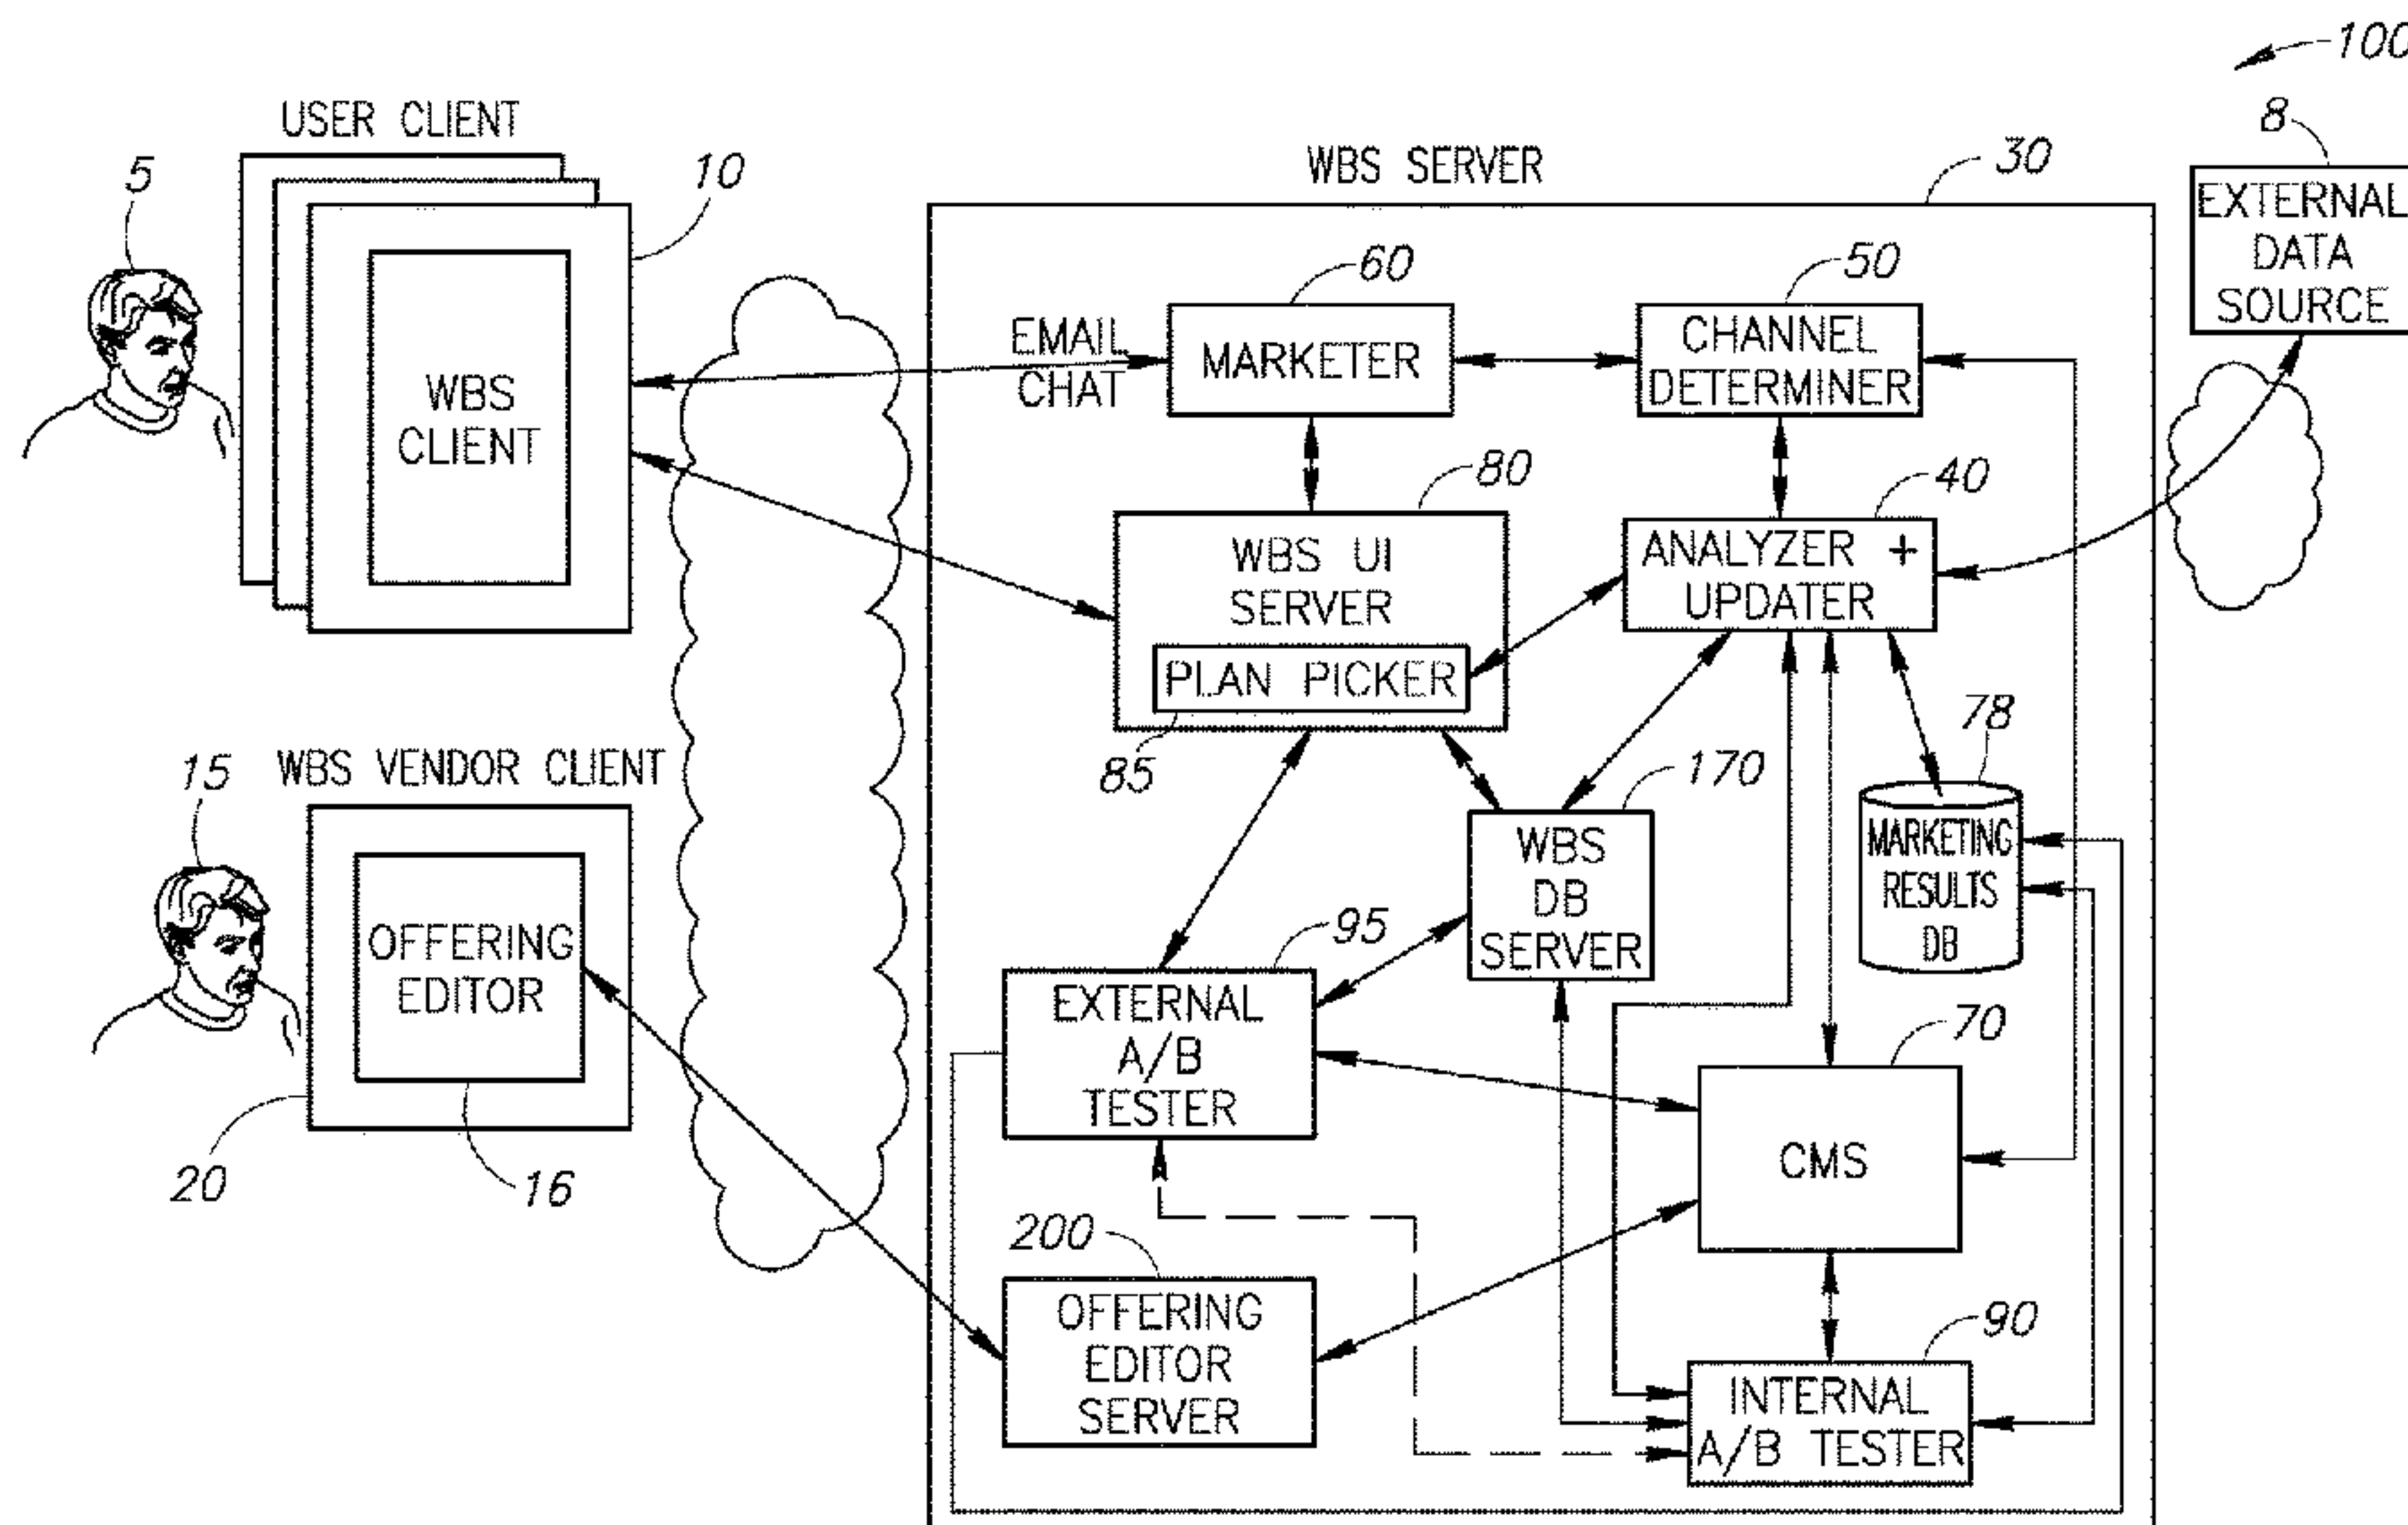 100
USER CLIENT
8
5
10
WBS SERVER
30
EXTERNAL
DATA
SOURCE
60
50
EMAIL
CHAT
MARKETER
CHANNEL
DETERMINER
WBS
CLIENT
80
40
WBS UI
SERVER
ANALYZER +
UPDATER
PLAN PICKER
85
78
15
WBS VENDOR CLIENT
170
WBS
DB
SERVER
MARKETING
RESULTS
DB
OFFERING
EDITOR
95
EXTERNAL
A/B
TESTER
70
CMS
20
16
200
OFFERING
EDITOR
SERVER
90
INTERNAL
A/B TESTER